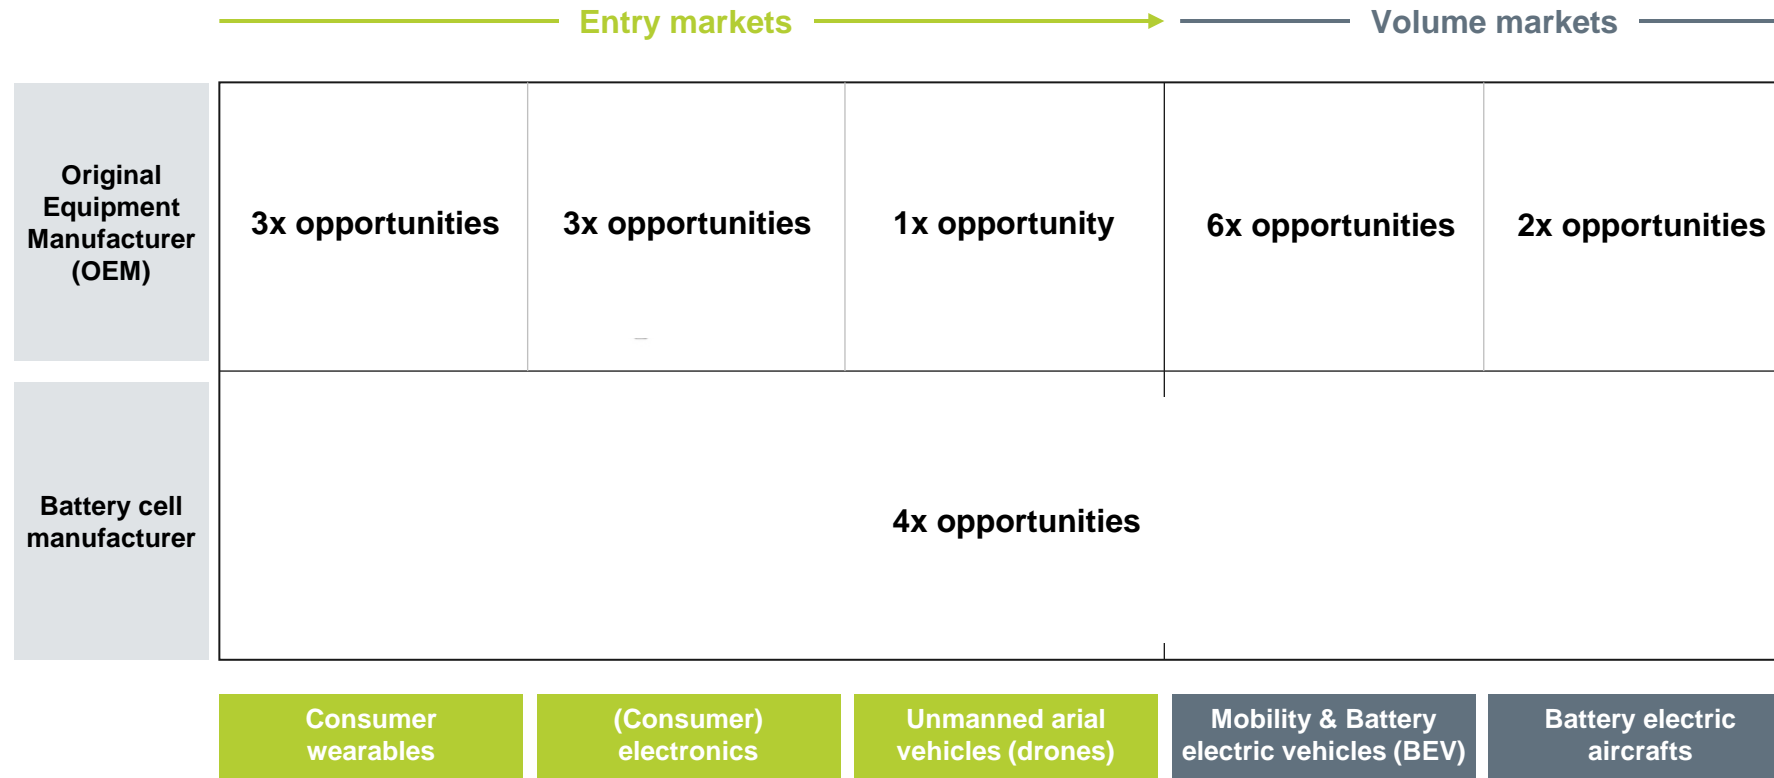 Entry markets
Volume markets
Original
Equipment
Manufacturer
(OEM)
3x opportunities
3x opportunities
1x opportunity
6x opportunities
2x opportunities
Battery cell
manufacturer
4x opportunities
Consumer
wearables
(Consumer)
electronics
Unmanned arial
vehicles (drones)
Mobility & Battery
electric vehicles (BEV)
Battery electric
aircrafts